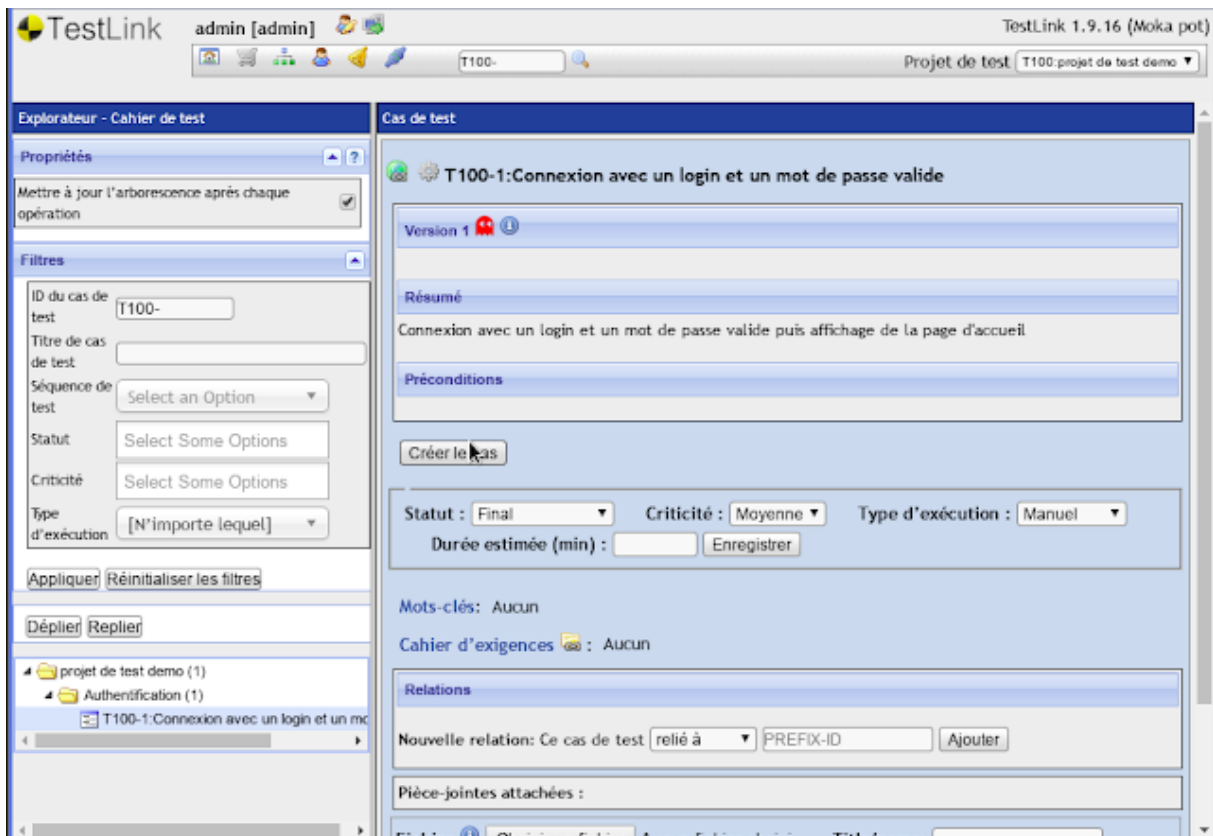 TestLink admin [admin] TestLink 1.9.16 (Moka pot)
T100- Projet de test T100:projet de test demo
Explorateur - Cahier de test
Propriétés ?
Mettre à jour l'arborescence après chaque
opération
Filtres
ID du cas de
test T100-
Titre de cas
de test
Séquence de
test Select an Option
Statut Select Some Options
Criticité Select Some Options
Type
d'exécution [N'importe lequel]
Appliquer Réinitialiser les filtres
Déplier Replier
projet de test demo (1)
Authentification (1)
T100-1:Connexion avec un login et un mo
Cas de test
T100-1:Connexion avec un login et un mot de passe valide
Version 1
Résumé
Connexion avec un login et un mot de passe valide puis affichage de la page d'accueil
Préconditions
Créer le cas
Statut : Final Criticité : Moyenne Type d'exécution : Manuel
Durée estimée (min) : Enregistrer
Mots-clés: Aucun
Cahier d'exigences : Aucun
Relations
Nouvelle relation: Ce cas de test relié à PREFIX-ID Ajouter
Pièce-jointes attachées :